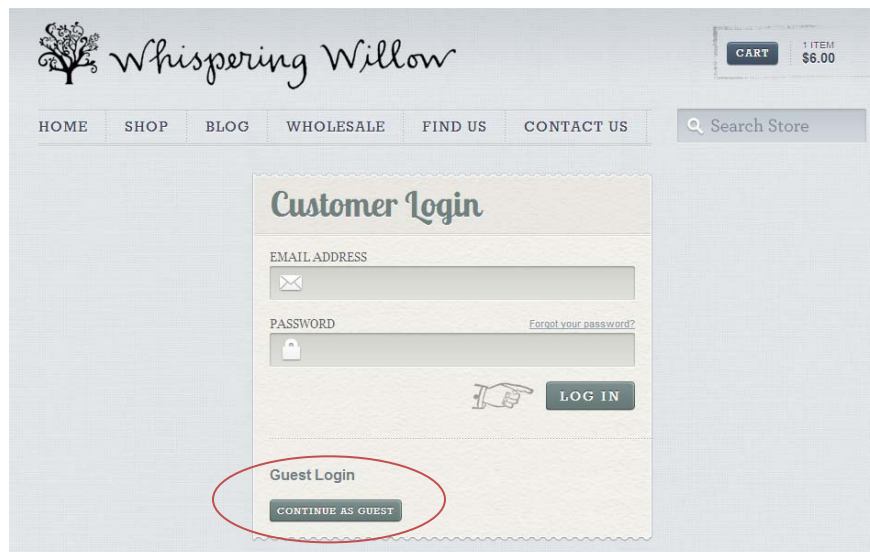 Whispering Willow
CART
1 ITEM
$6.00
HOME SHOP BLOG WHOLESALE FIND US CONTACT US
Search Store
Customer Login
EMAIL ADDRESS
PASSWORD Forgot your password?
LOG IN
Guest Login
CONTINUE AS GUEST